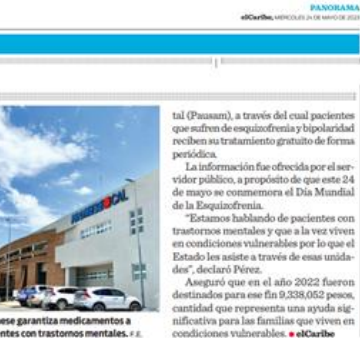 PANORAMA
elCaribe, MIÉRCOLES 24 DE MAYO DE 2023
tal (Pausam), a través del cual pacientes
que sufren de esquizofrenia y bipolaridad
reciben su tratamiento gratuito de forma
periódica.
La información fue ofrecida por el ser-
vidor público, a propósito de que este 24
de mayo se conmemora el Día Mundial
de la Esquizofrenia.
"Estamos hablando de pacientes con
trastornos mentales y que a la vez viven
en condiciones vulnerables por lo que el
Estado les asiste a través de esas unida-
des", declaró Pérez.
Aseguró que en el año 2022 fueron
destinados para ese fin 9,338,052 pesos,
cantidad que representa una ayuda sig-
nificativa para las familias que viven en
condiciones vulnerables. ● elCaribe
ese garantiza medicamentos a
entes con trastornos mentales. F.E.